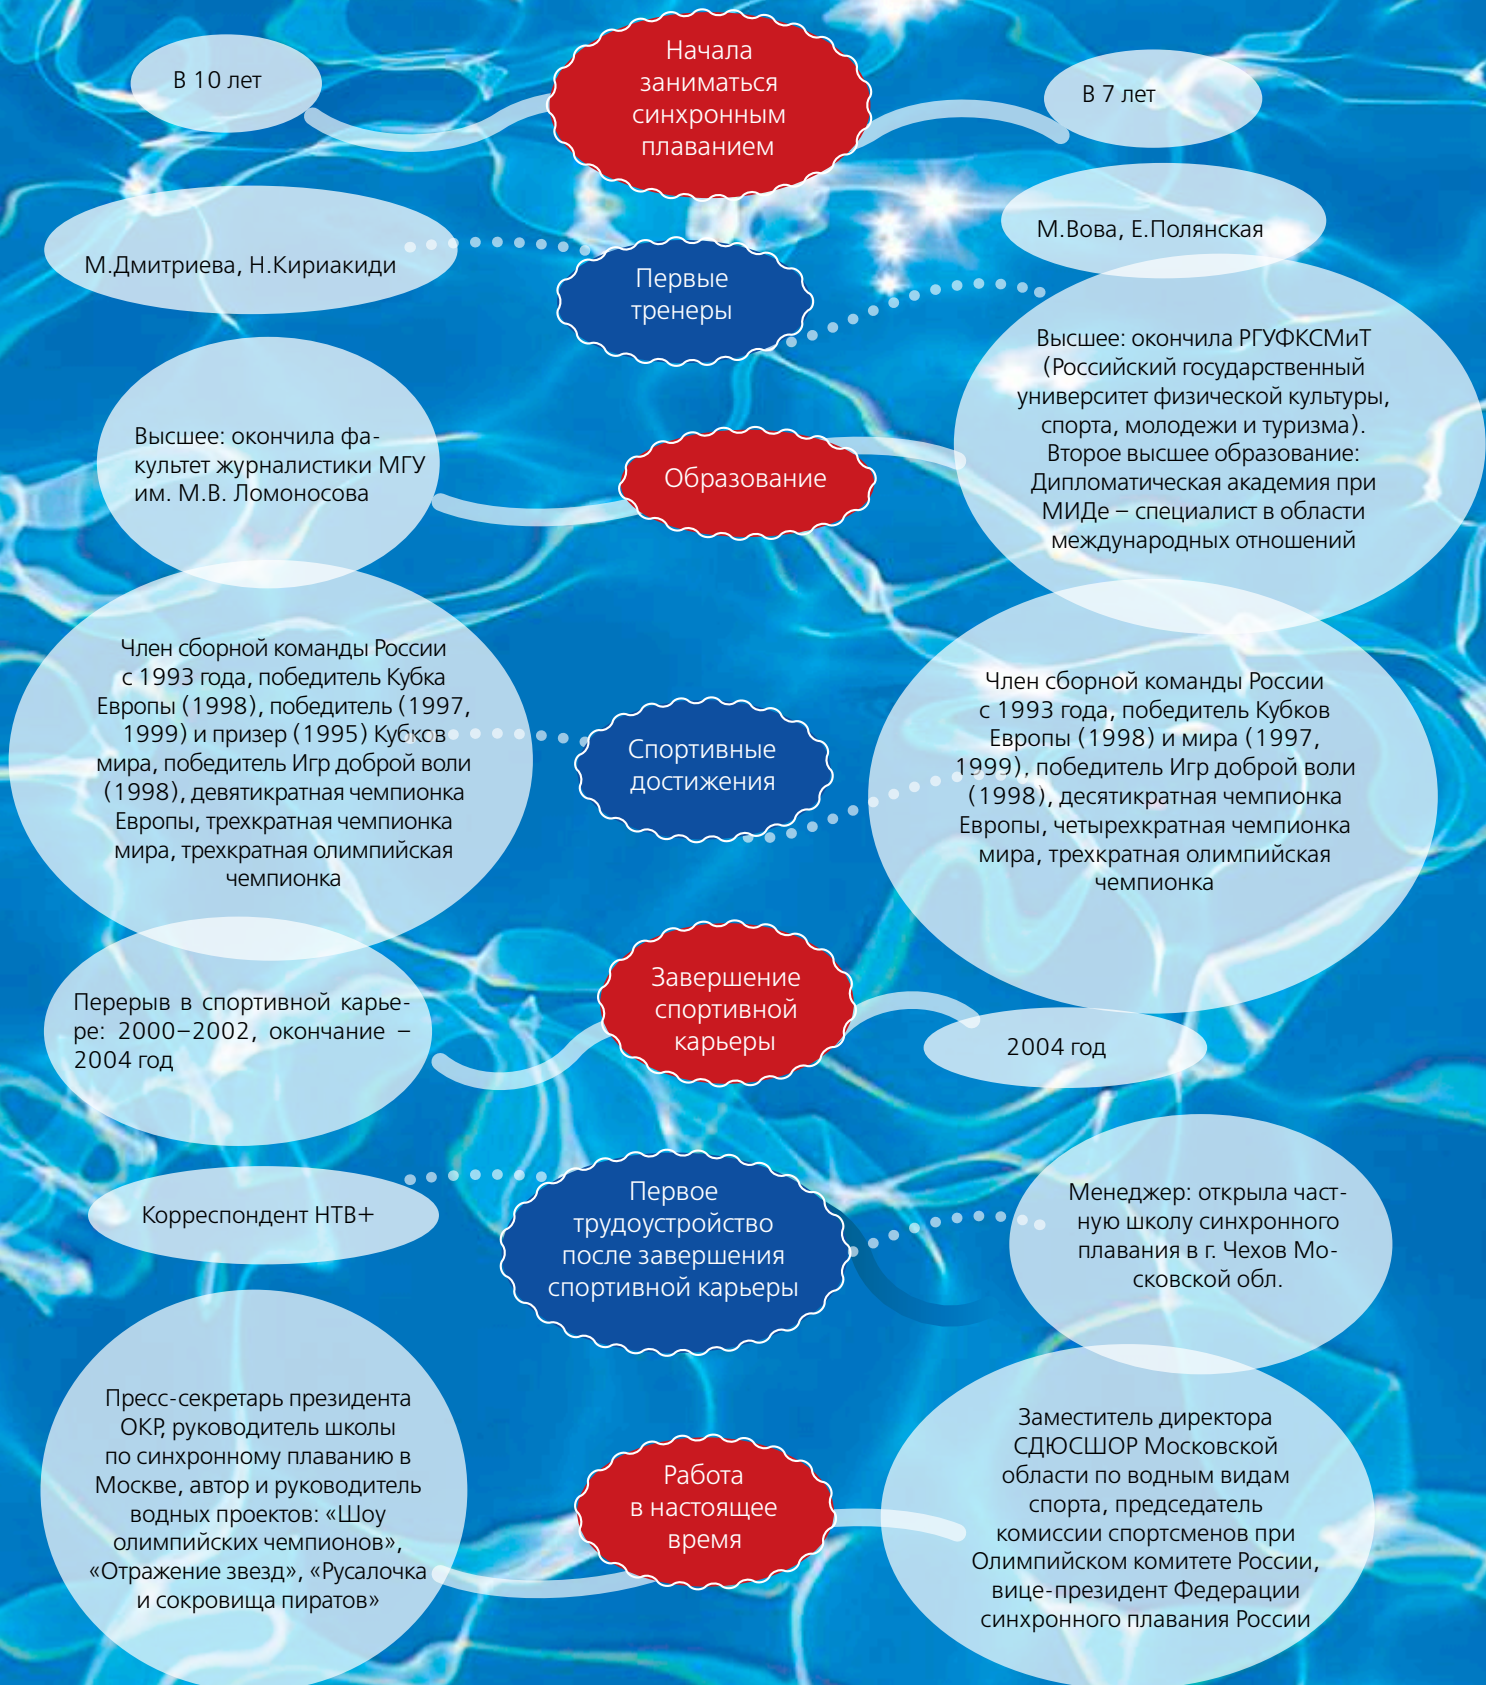 В 10 лет
Начала
заниматься
синхронным
плаванием
В 7 лет
М.Дмитриева, Н.Кириакиди
Первые
тренеры
М.Вова, Е.Полянская
Высшее: окончила фа-
культет журналистики МГУ
им. М.В. Ломоносова
Образование
Высшее: окончила РГУФКСМиТ
(Российский государственный
университет физической культуры,
спорта, молодежи и туризма).
Второе высшее образование:
Дипломатическая академия при
МИДе – специалист в области
международных отношений
Член сборной команды России
с 1993 года, победитель Кубка
Европы (1998), победитель (1997,
1999) и призер (1995) Кубков
мира, победитель Игр доброй воли
(1998), девятикратная чемпионка
Европы, трехкратная чемпионка
мира, трехкратная олимпийская
чемпионка
Спортивные
достижения
Член сборной команды России
с 1993 года, победитель Кубков
Европы (1998) и мира (1997,
1999), победитель Игр доброй воли
(1998), десятикратная чемпионка
Европы, четырехкратная чемпионка
мира, трехкратная олимпийская
чемпионка
Перерыв в спортивной карье-
ре: 2000–2002, окончание –
2004 год
Завершение
спортивной
карьеры
2004 год
Корреспондент НТВ+
Первое
трудоустройство
после завершения
спортивной карьеры
Менеджер: открыла част-
ную школу синхронного
плавания в г. Чехов Мо-
сковской обл.
Пресс-секретарь президента
ОКР, руководитель школы
по синхронному плаванию в
Москве, автор и руководитель
водных проектов: «Шоу
олимпийских чемпионов»,
«Отражение звезд», «Русалочка
и сокровища пиратов»
Работа
в настоящее
время
Заместитель директора
СДЮСШОР Московской
области по водным видам
спорта, председатель
комиссии спортсменов при
Олимпийском комитете России,
вице-президент Федерации
синхронного плавания России